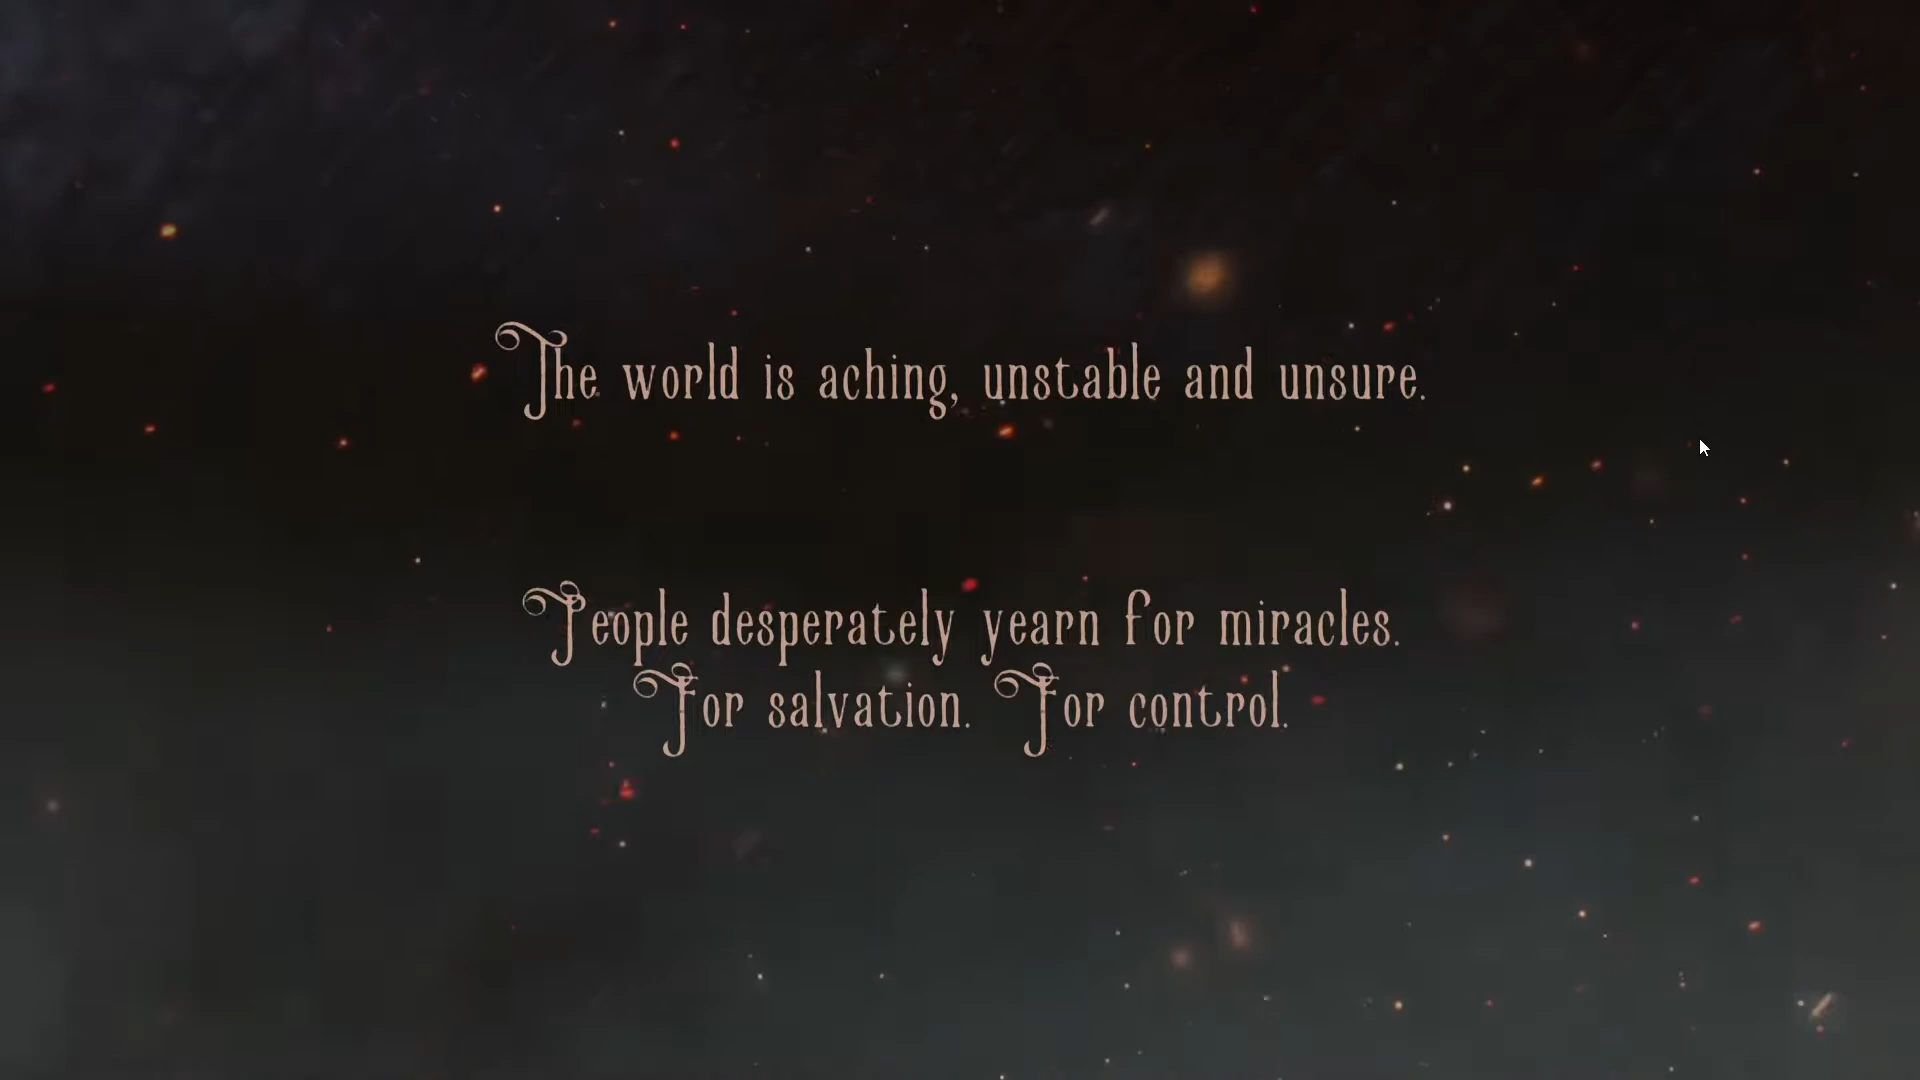 The world is aching, unstable and unsure.
People desperately yearn for miracles.
For salvation. For control.